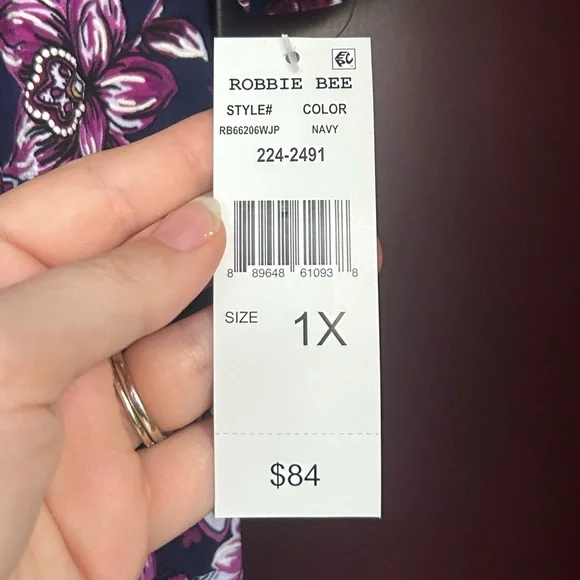 ROBBIE BEE
STYLE# COLOR
RB66206WJP NAVY
224-2491
8 89648 61093 8
SIZE 1X
$84